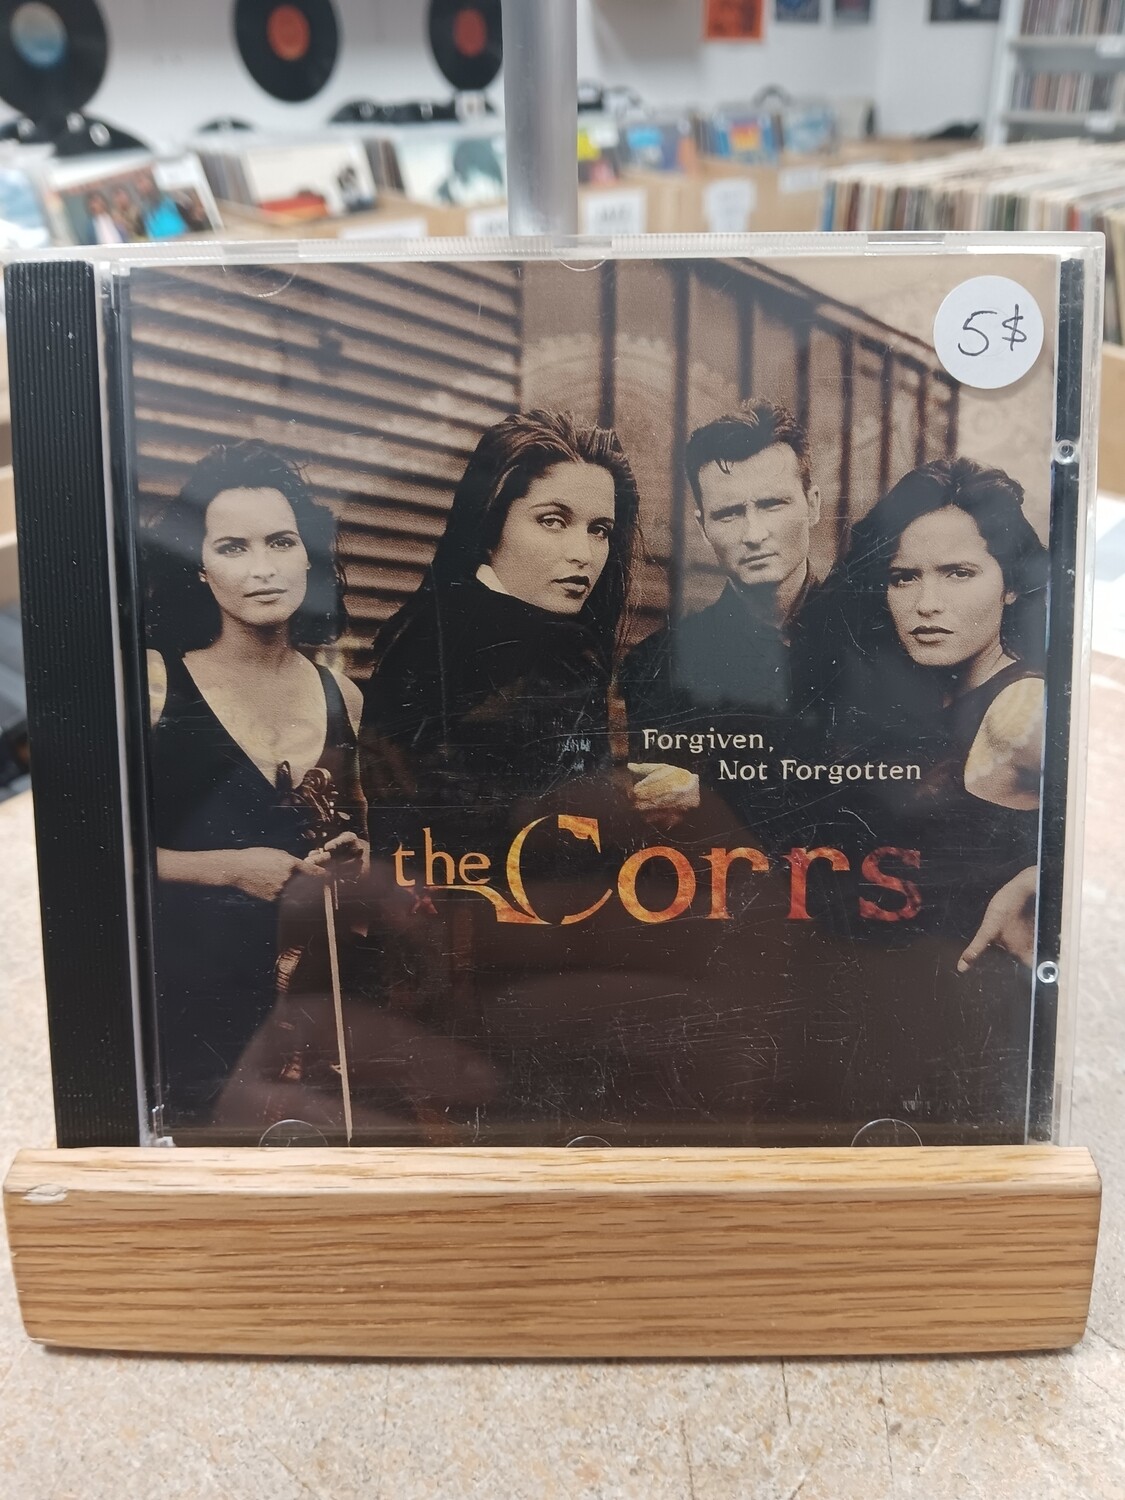 5$
Forgiven,
Not Forgotten
the Corrs